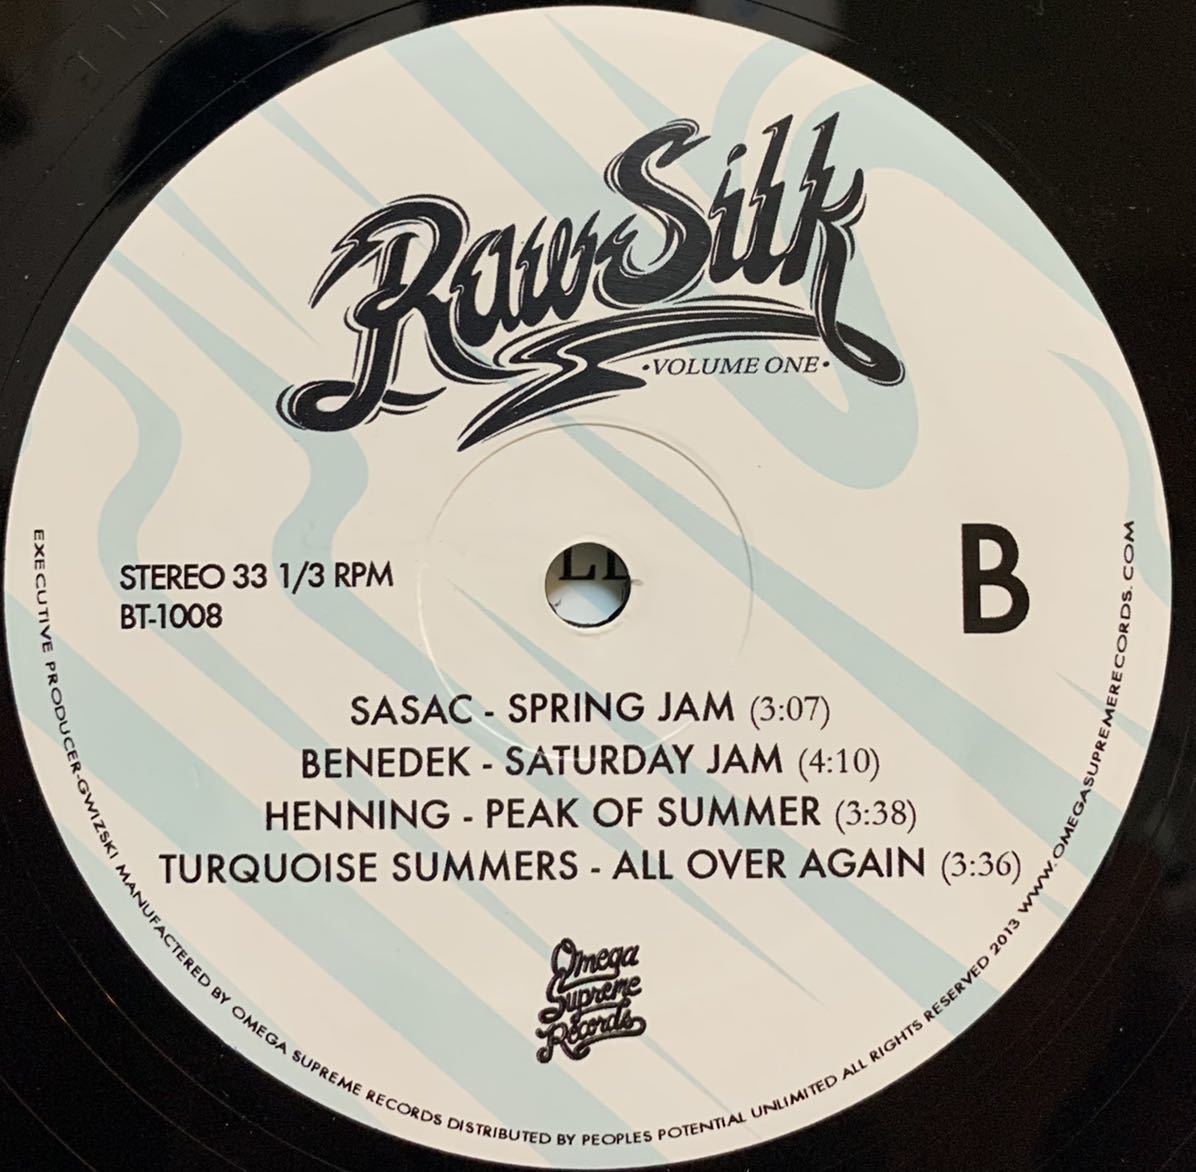 Raw Silk
•VOLUME ONE•
STEREO 33 1/3 RPM
BT-1008
B
SASAC - SPRING JAM (3:07)
BENEDEK - SATURDAY JAM (4:10)
HENNING - PEAK OF SUMMER (3:38)
TURQUOISE SUMMERS - ALL OVER AGAIN (3:36)
Omega
Supreme
Records
EXECUTIVE PRODUCER-GWIZSKI MANUFACTERED BY OMEGA SUPREME RECORDS DISTRIBUTED BY PEOPLES POTENTIAL UNLIMITED ALL RIGHTS RESERVED 2013 WWW.OMEGASUPREMERECORDS.COM